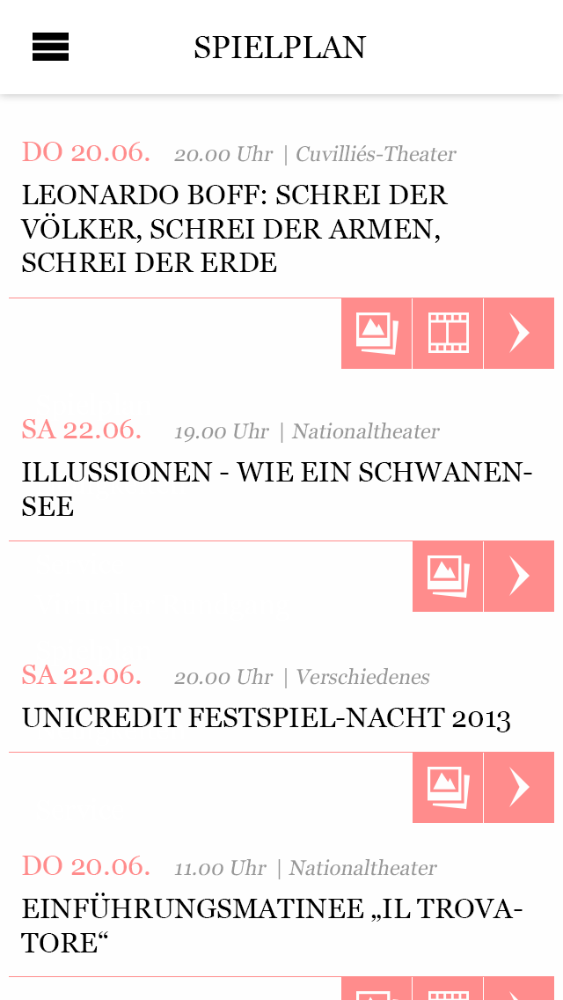 SPIELPLAN
DO 20.06. 20.00 Uhr | Cuvilliés-Theater
LEONARDO BOFF: SCHREI DER
VÖLKER, SCHREI DER ARMEN,
SCHREI DER ERDE
SA 22.06. 19.00 Uhr | Nationaltheater
ILLUSSIONEN - WIE EIN SCHWANEN-
SEE
SA 22.06. 20.00 Uhr | Verschiedenes
UNICREDIT FESTSPIEL-NACHT 2013
DO 20.06. 11.00 Uhr | Nationaltheater
EINFÜHRUNGSMATINEE „IL TROVA-
TORE“